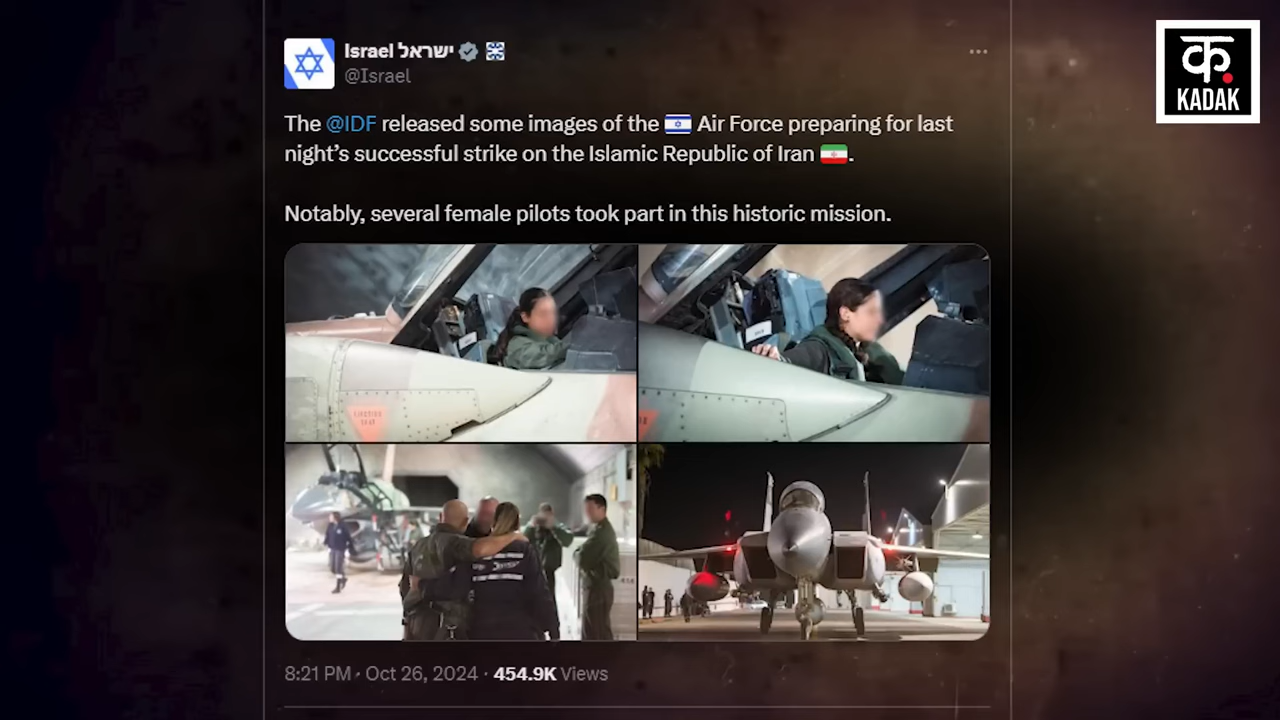 Israel ישראל
@Israel
The @IDF released some images of the 🇮🇱 Air Force preparing for last
night’s successful strike on the Islamic Republic of Iran 🇮🇷.
Notably, several female pilots took part in this historic mission.
8:21 PM · Oct 26, 2024 · 454.9K Views
क.
KADAK